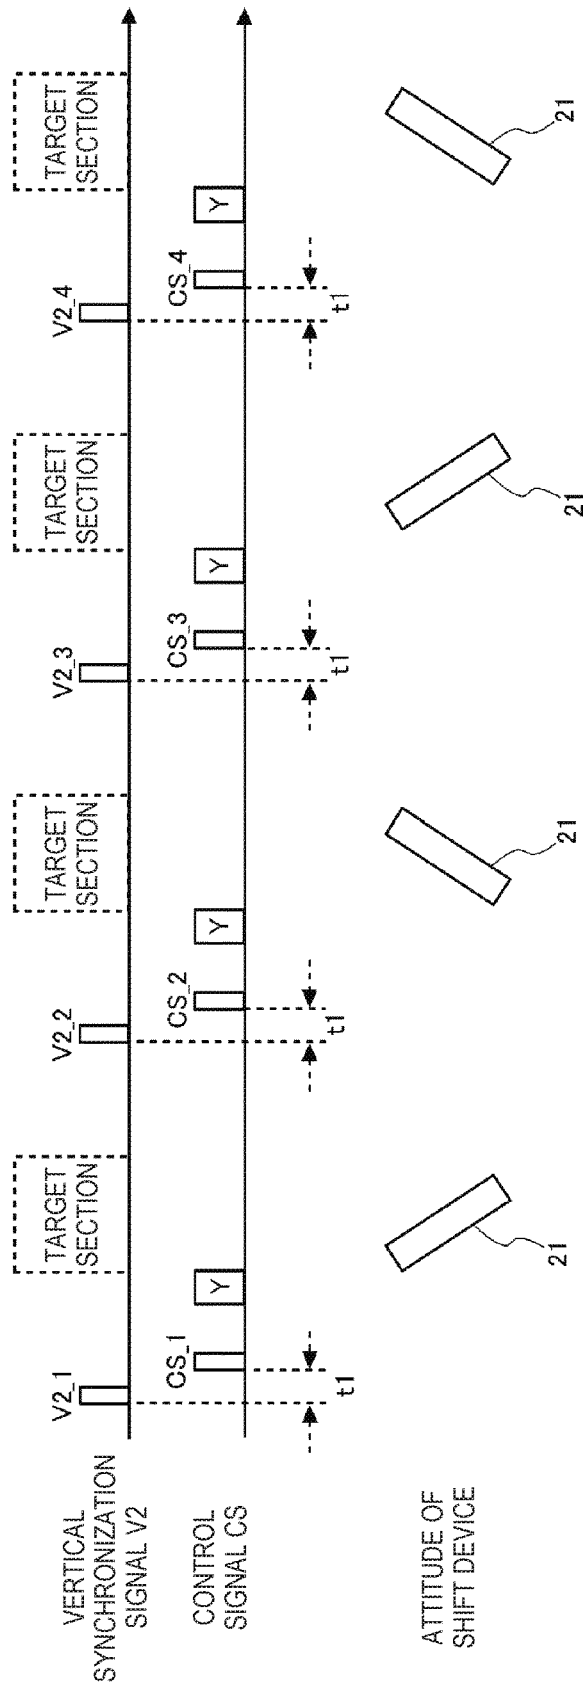 VERTICAL
SYNCHRONIZATION
SIGNAL V2
V2_1
TARGET
SECTION
V2_2
TARGET
SECTION
V2_3
TARGET
SECTION
V2_4
TARGET
SECTION
CONTROL
SIGNAL CS
CS_1
Y
CS_2
Y
CS_3
Y
CS_4
Y
t1
t1
t1
t1
ATTITUDE OF
SHIFT DEVICE
21
21
21
21